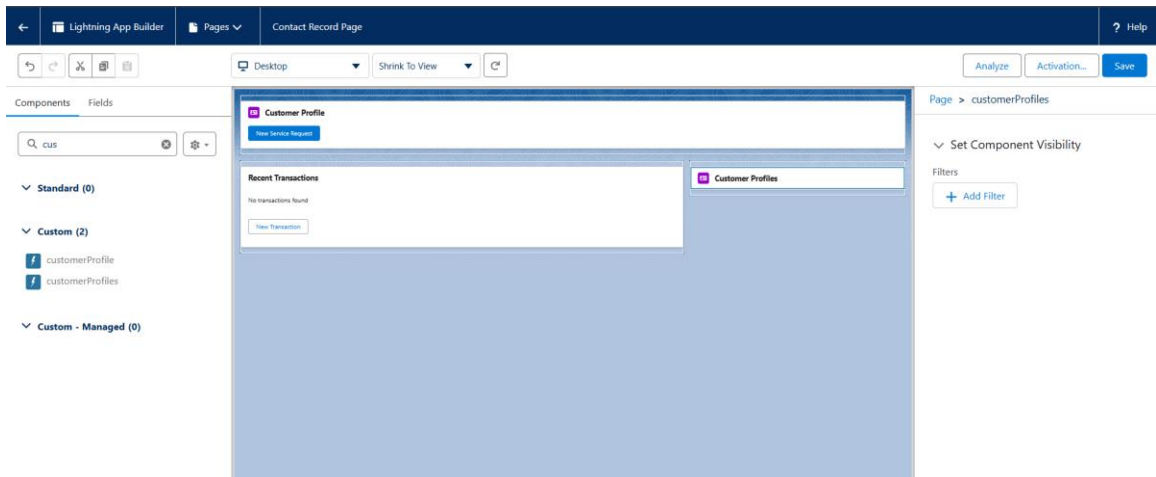 Lightning App Builder
Pages
Contact Record Page
? Help
Desktop
Shrink To View
Analyze
Activation...
Save
Components
Fields
cus
Standard (0)
Custom (2)
customerProfile
customerProfiles
Custom - Managed (0)
Customer Profile
New Service Request
Recent Transactions
No transactions found
New Transaction
Customer Profiles
Page > customerProfiles
Set Component Visibility
Filters
+ Add Filter